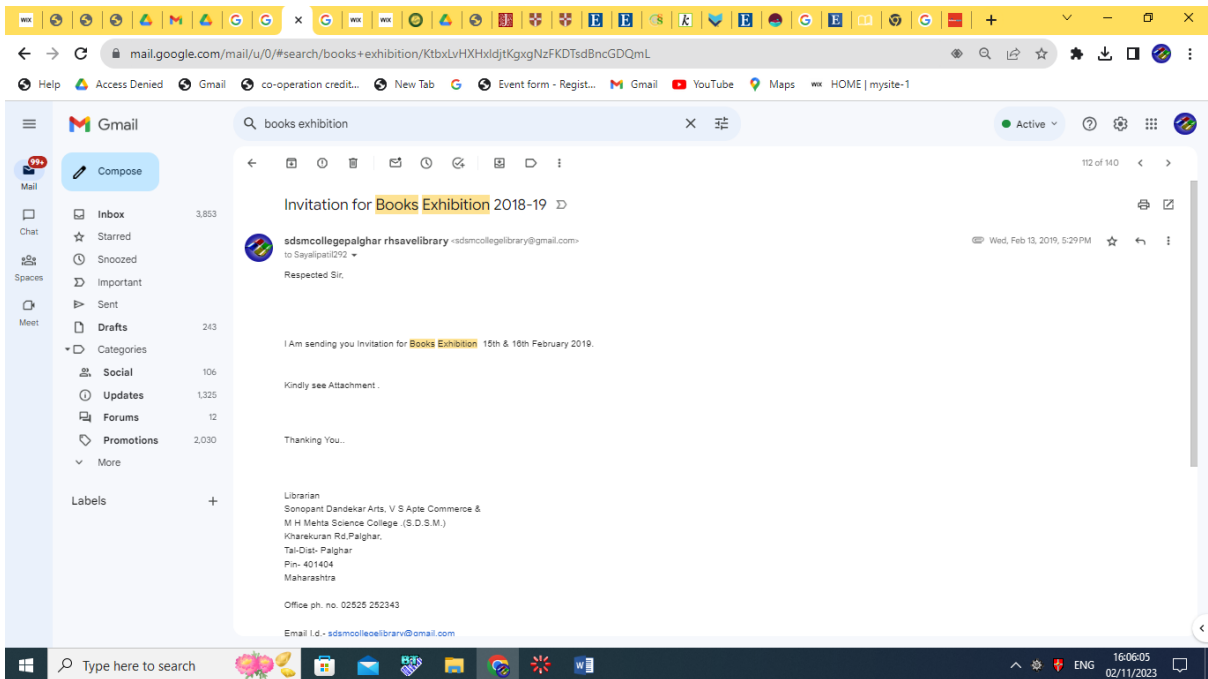 mail.google.com/mail/u/0/#search/books+exhibition/KtbxLvHXHxldjtKgxgNzFKDTsdBncGDQmL
Help Access Denied Gmail co-operation credit... New Tab Event form - Regist... Gmail YouTube Maps HOME | mysite-1
Gmail
books exhibition
Active
99+
Mail
Compose
112 of 140
Chat
Spaces
Meet
Inbox 3,853
Starred
Snoozed
Important
Sent
Drafts 243
Categories
Social 106
Updates 1,325
Forums 12
Promotions 2,030
More
Labels
Invitation for Books Exhibition 2018-19
sdsmcollegepalghar rhsavelibrary <sdsmcollegelibrary@gmail.com>
Wed, Feb 13, 2019, 5:29 PM
to Sayalipatil292
Respected Sir,
I Am sending you Invitation for Books Exhibition 15th & 16th February 2019.
Kindly see Attachment .
Thanking You..
Librarian
Sonopant Dandekar Arts, V S Apte Commerce &
M H Mehta Science College .(S.D.S.M.)
Kharekuran Rd,Palghar,
Tal-Dist- Palghar
Pin- 401404
Maharashtra
Office ph. no. 02525 252343
Email I.d.- sdsmcollegelibrary@gmail.com
Type here to search
ENG
16:06:05
02/11/2023